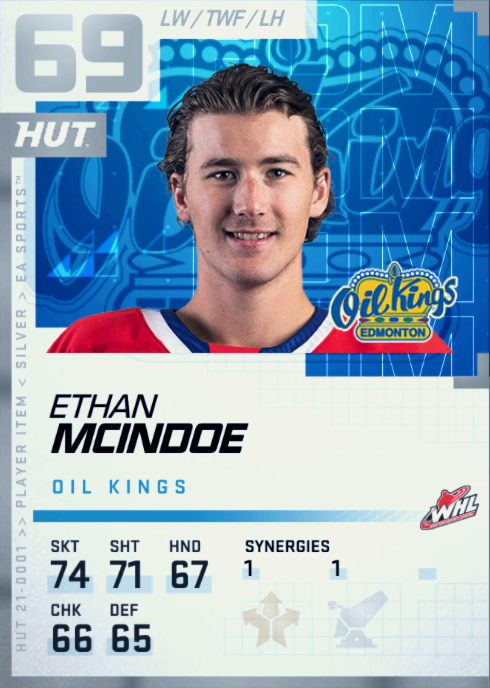 69
LW / TWF / LH
HUT
HUT 21-0001 >> PLAYER ITEM < SILVER > EA SPORTS™
Oil Kings
EDMONTON
ETHAN
MCINDOE
OIL KINGS
WHL
SKT SHT HND SYNERGIES
74 71 67 1 1
CHK DEF
66 65